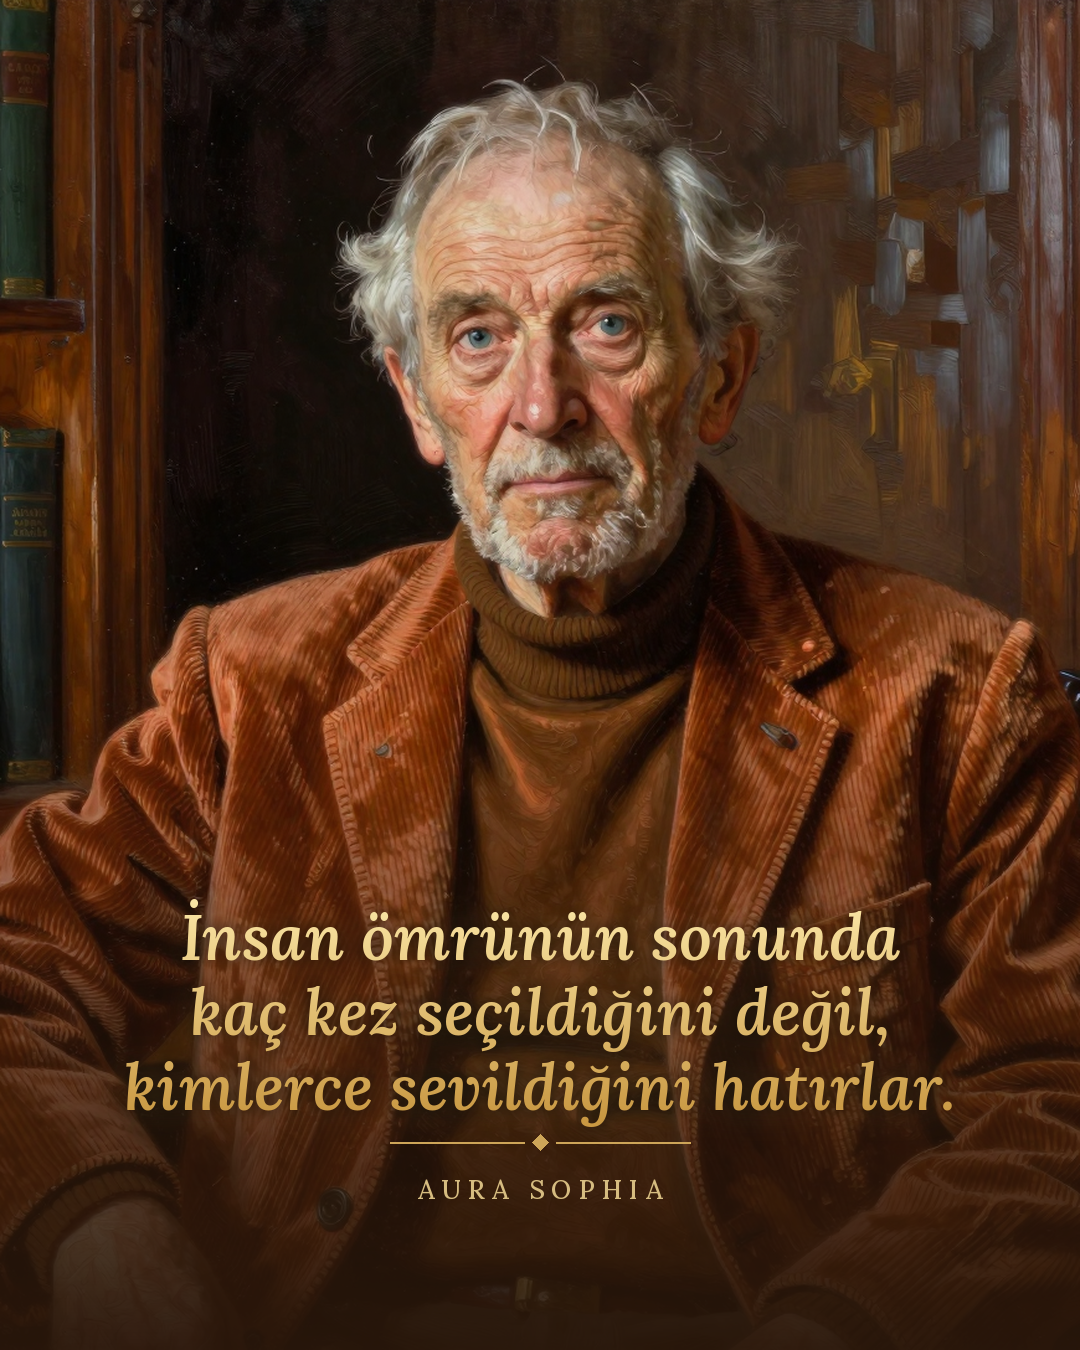 İnsan ömrünün sonunda
kaç kez seçildiğini değil,
kimlerce sevildiğini hatırlar.
AURA SOPHIA